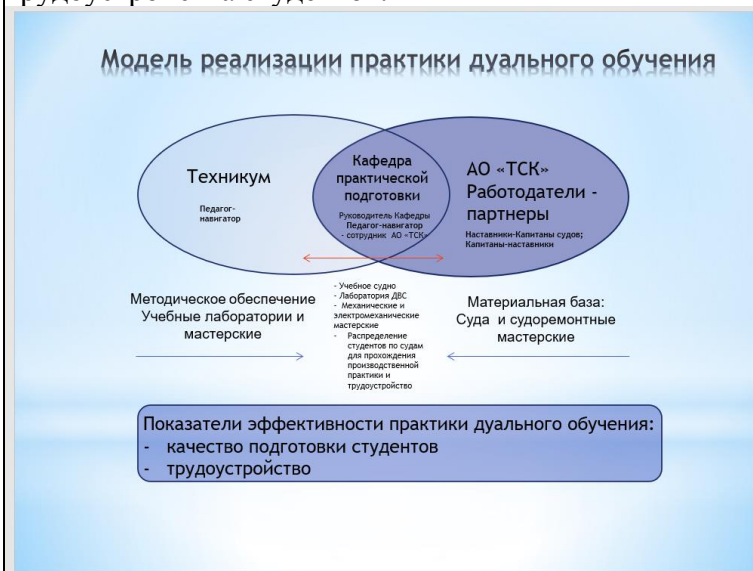 Модель реализации практики дуального обучения
Техникум
Педагог-
навигатор
Кафедра
практической
подготовки
Руководитель Кафедры
Педагог-навигатор
- сотрудник АО «ТСК»
АО «ТСК»
Работодатели -
партнеры
Наставники-Капитаны судов;
Капитаны-наставники
Методическое обеспечение
Учебные лаборатории и
мастерские
- Учебное судно
- Лаборатория ДВС
- Механические и
электромеханические
мастерские
- Распределение
студентов по судам
для прохождения
производственной
практики и
трудоустройство
Материальная база:
Суда и судоремонтные
мастерские
Показатели эффективности практики дуального обучения:
- качество подготовки студентов
- трудоустройство